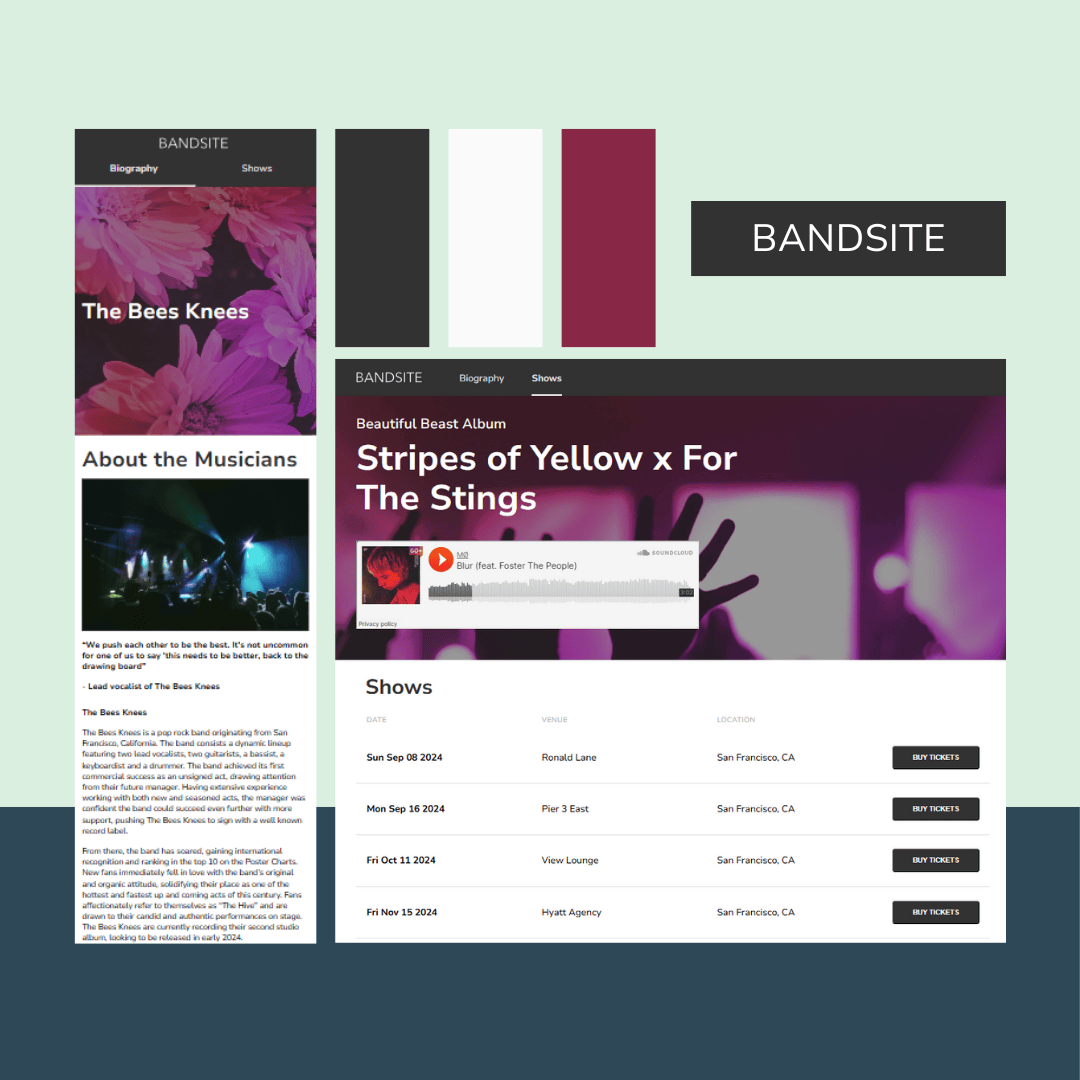 BANDSITE
Biography Shows
The Bees Knees
About the Musicians
"We push each other to be the best. It's not uncommon
for one of us to say 'this needs to be better, back to the
drawing board"
- Lead vocalist of The Bees Knees
The Bees Knees
The Bees Knees is a pop rock band originating from San
Francisco, California. The band consists a dynamic lineup
featuring two lead vocalists, two guitarists, a bassist, a
keyboardist and a drummer. The band achieved its first
commercial success as an unsigned act, drawing attention
from their future manager. Having extensive experience
working with both new and seasoned acts, the manager was
confident the band could succeed even further with more
support, pushing The Bees Knees to sign with a well known
record label.
From there, the band has soared, gaining international
recognition and ranking in the top 10 on the Poster Charts.
New fans immediately fell in love with the band's original
and organic attitude, solidifying their place as one of the
hottest and fastest up and coming acts of this century. Fans
affectionately refer to themselves as "The Hive" and are
drawn to their candid and authentic performances on stage.
The Bees Knees are currently recording their second studio
album, looking to be released in early 2024.
BANDSITE
BANDSITE Biography Shows
Beautiful Beast Album
Stripes of Yellow x For
The Stings
GO+
MØ
SOUNDCLOUD
Blur (feat. Foster The People)
3:02
Privacy policy
Shows
DATE VENUE LOCATION
Sun Sep 08 2024 Ronald Lane San Francisco, CA BUY TICKETS
Mon Sep 16 2024 Pier 3 East San Francisco, CA BUY TICKETS
Fri Oct 11 2024 View Lounge San Francisco, CA BUY TICKETS
Fri Nov 15 2024 Hyatt Agency San Francisco, CA BUY TICKETS